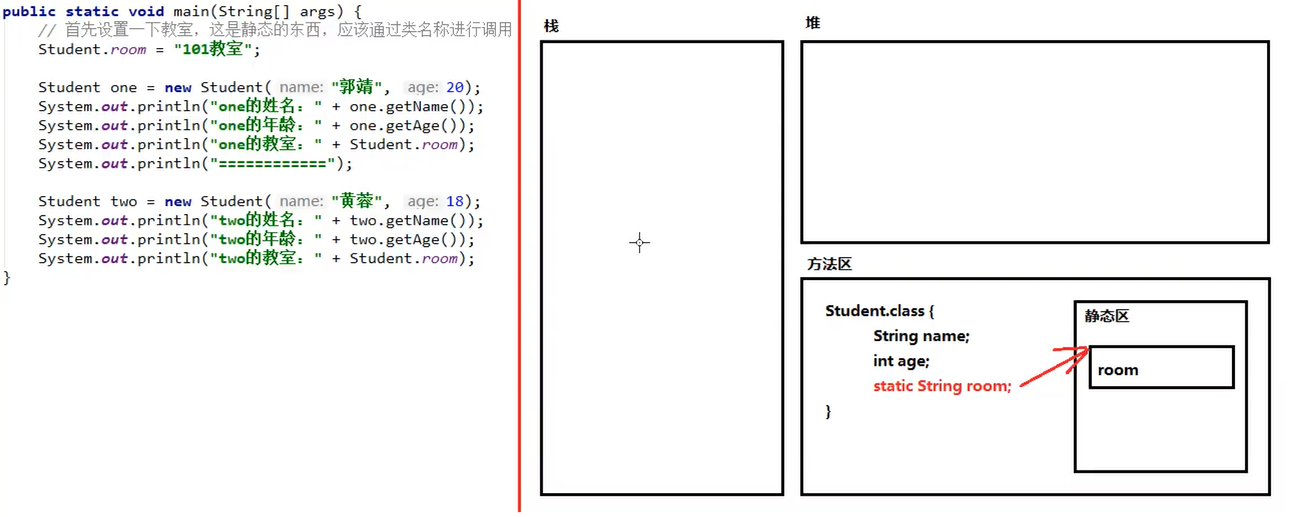 public static void main(String[] args) {
// 首先设置一下教室，这是静态的东西，应该通过类名称进行调用
Student.room = "101教室";
Student one = new Student( name: "郭靖", age: 20);
System.out.println("one的姓名：" + one.getName());
System.out.println("one的年龄：" + one.getAge());
System.out.println("one的教室：" + Student.room);
System.out.println("============");
Student two = new Student( name: "黄蓉", age: 18);
System.out.println("two的姓名：" + two.getName());
System.out.println("two的年龄：" + two.getAge());
System.out.println("two的教室：" + Student.room);
}
栈
堆
方法区
Student.class {
String name;
int age;
static String room;
}
静态区
room